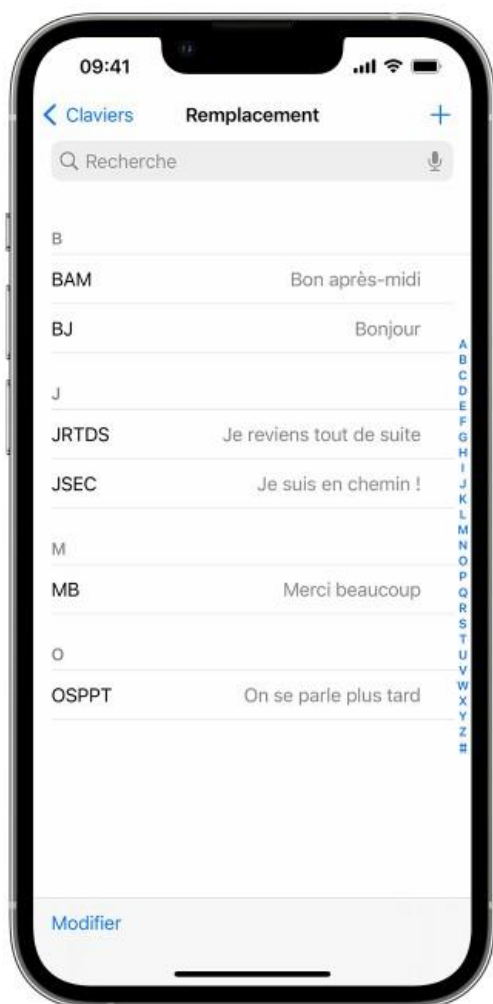 09:41
Claviers Remplacement +
Recherche
B
BAM Bon après-midi
BJ Bonjour
J
JRTDS Je reviens tout de suite
JSEC Je suis en chemin !
M
MB Merci beaucoup
O
OSPPT On se parle plus tard
A
B
C
D
E
F
G
H
I
J
K
L
M
N
O
P
Q
R
S
T
U
V
W
X
Y
Z
#
Modifier